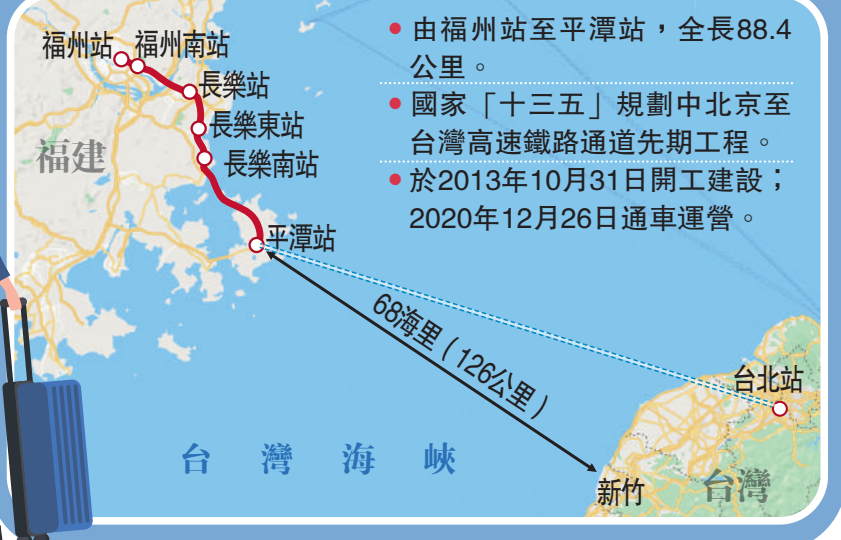 • 由福州站至平潭站，全長88.4
公里。
• 國家「十三五」規劃中北京至
台灣高速鐵路通道先期工程。
• 於2013年10月31日開工建設；
2020年12月26日通車運營。
福州站
福州南站
長樂站
長樂東站
福建
長樂南站
平潭站
68海里（126公里）
台北站
台灣海峽
新竹
台灣